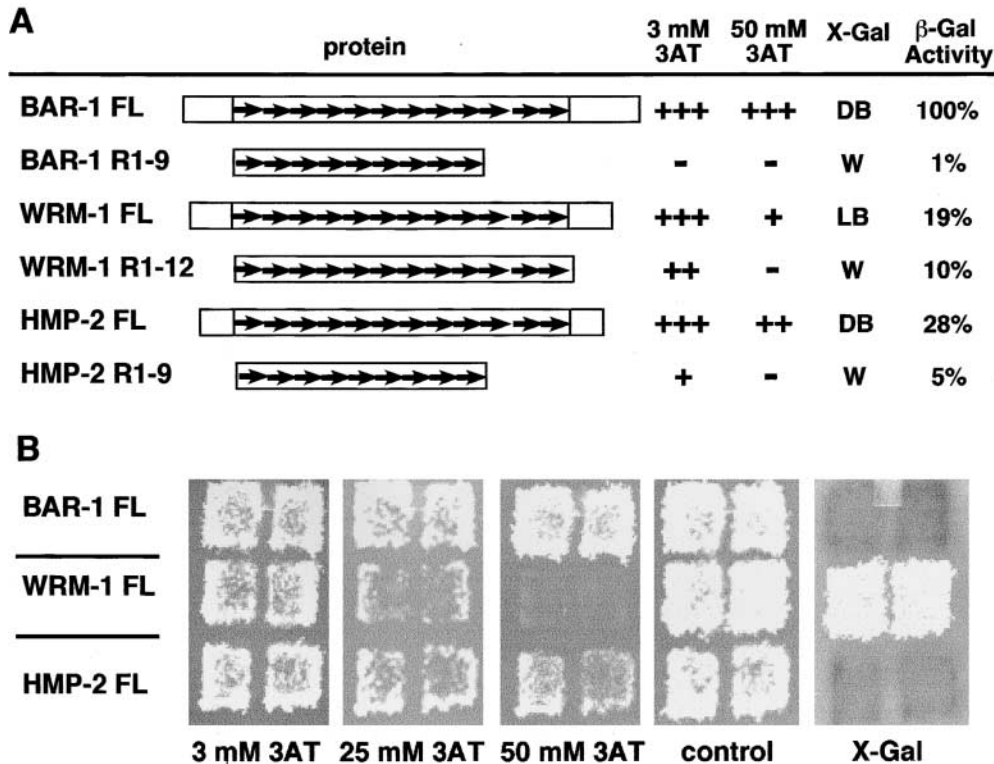 A
protein
3 mM 3AT
50 mM 3AT
X-Gal
β-Gal Activity
BAR-1 FL +++ +++ DB 100%
BAR-1 R1-9 - - W 1%
WRM-1 FL +++ + LB 19%
WRM-1 R1-12 ++ - W 10%
HMP-2 FL +++ ++ DB 28%
HMP-2 R1-9 + - W 5%
B
BAR-1 FL
WRM-1 FL
HMP-2 FL
3 mM 3AT 25 mM 3AT 50 mM 3AT control X-Gal